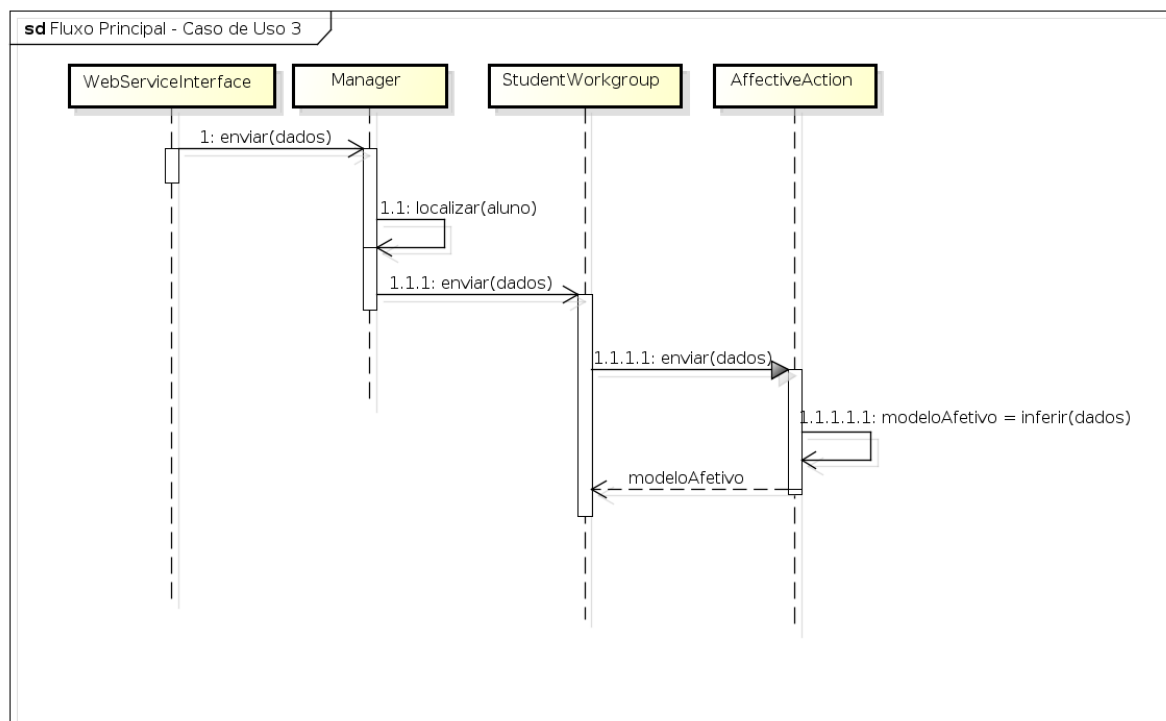 sd Fluxo Principal - Caso de Uso 3
WebServiceInterface
Manager
StudentWorkgroup
AffectiveAction
1: enviar(dados)
1.1: localizar(aluno)
1.1.1: enviar(dados)
1.1.1.1: enviar(dados)
1.1.1.1.1: modeloAfetivo = inferir(dados)
modeloAfetivo